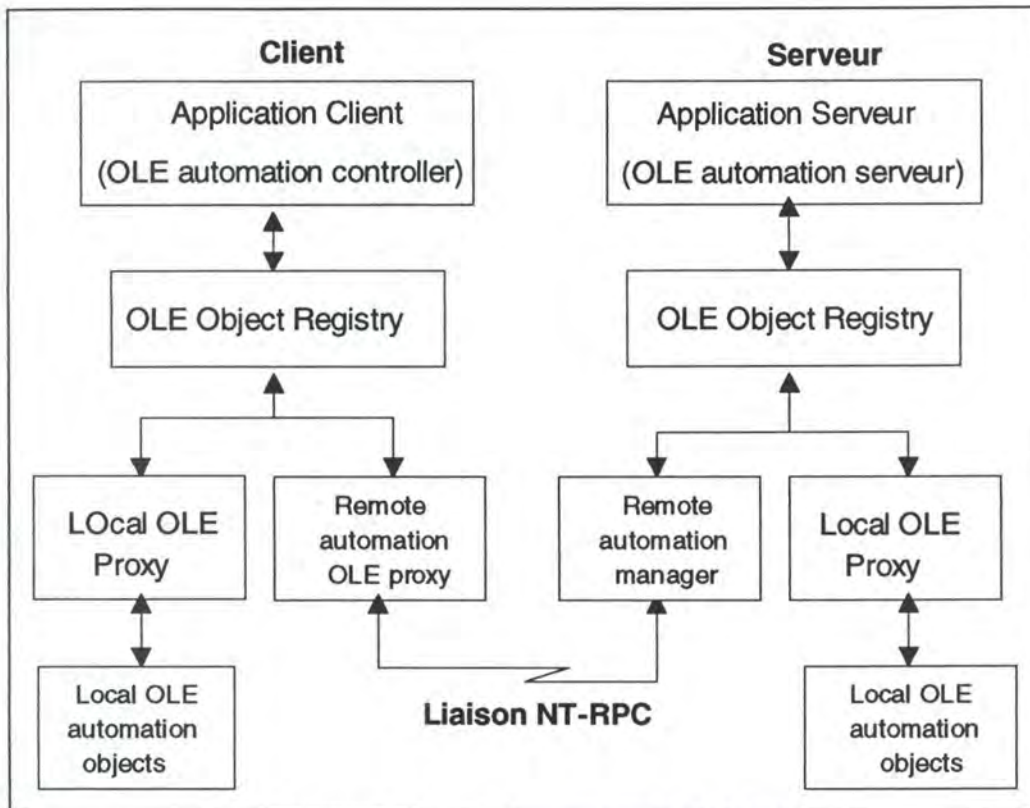 Client
Serveur
Application Client
(OLE automation controller)
Application Serveur
(OLE automation serveur)
OLE Object Registry
OLE Object Registry
LOcal OLE
Proxy
Remote
automation
OLE proxy
Remote
automation
manager
Local OLE
Proxy
Liaison NT-RPC
Local OLE
automation
objects
Local OLE
automation
objects